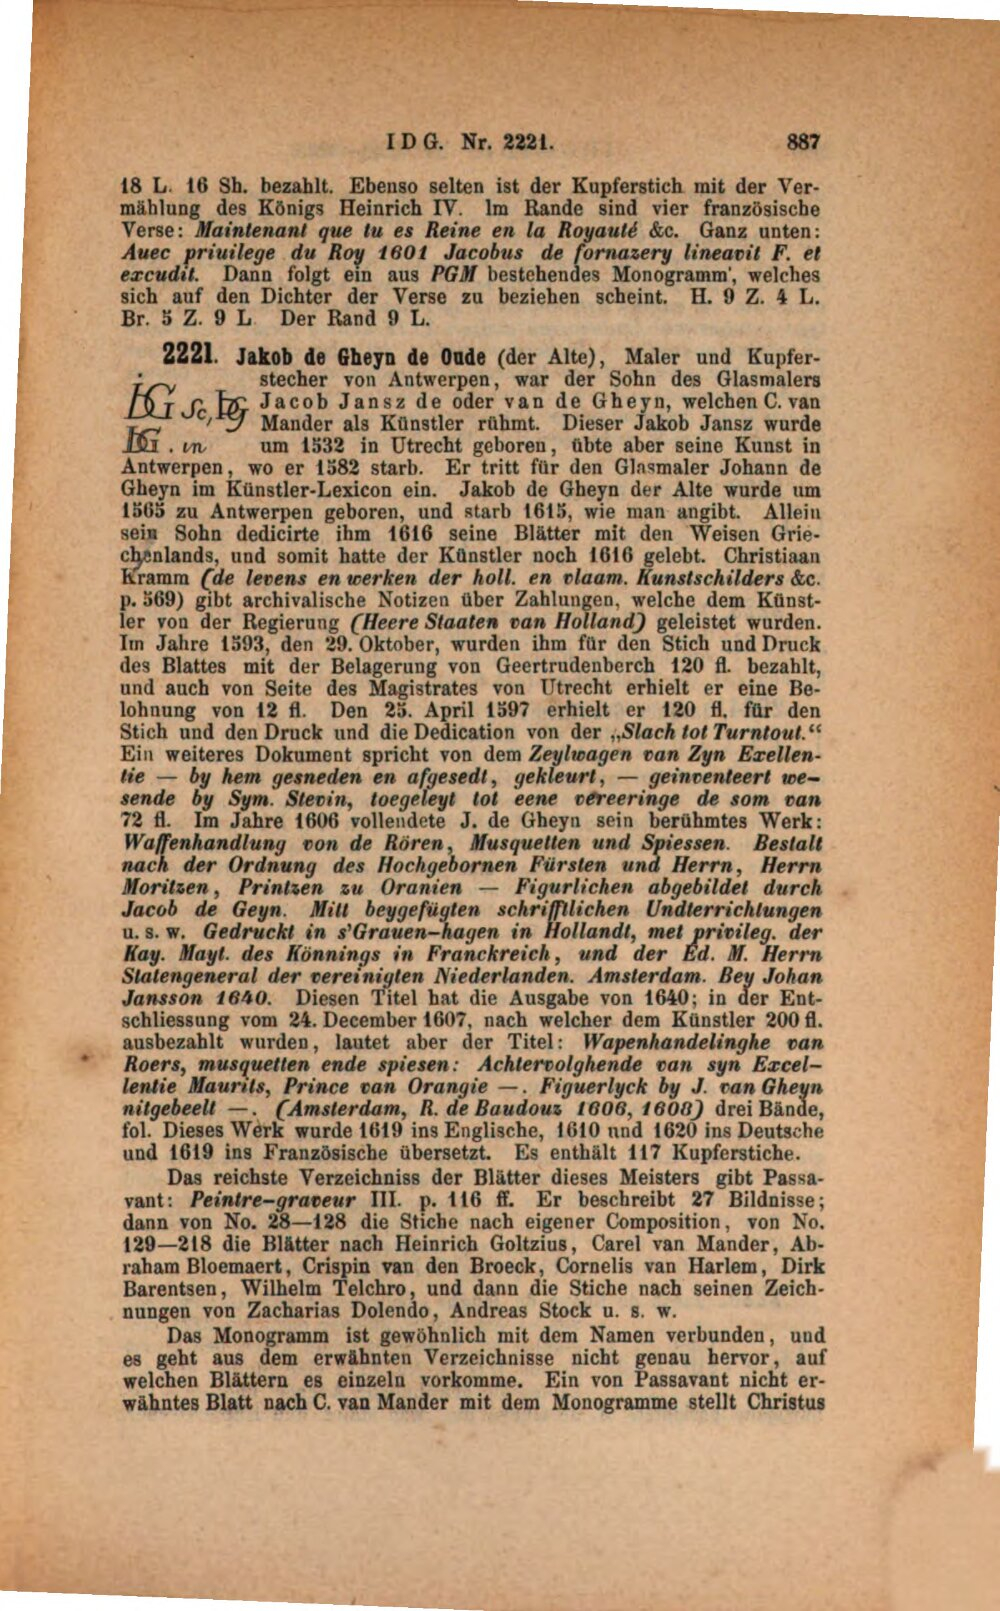 IDG. Nr. 2221. 887
18 L. 16 Sh. bezahlt. Ebenso selten ist der Kupferstich mit der Ver-
mählung des Königs Heinrich IV. Im Rande sind vier französische
Verse: Maintenant que tu es Reine en la Royauté &c. Ganz unten:
Auec priuilege du Roy 1601 Jacobus de fornazery lineavit F. et
excudit. Dann folgt ein aus PGM bestehendes Monogramm, welches
sich auf den Dichter der Verse zu beziehen scheint. H. 9 Z. 4 L.
Br. 5 Z. 9 L. Der Rand 9 L.
2221. Jakob de Gheyn de Oude (der Alte), Maler und Kupfer-
stecher von Antwerpen, war der Sohn des Glasmalers
Jacob Jansz de oder van de Gheyn, welchen C. van
Mander als Künstler rühmt. Dieser Jakob Jansz wurde
um 1532 in Utrecht geboren, übte aber seine Kunst in
Antwerpen, wo er 1582 starb. Er tritt für den Glasmaler Johann de
Gheyn im Künstler-Lexicon ein. Jakob de Gheyn der Alte wurde um
1565 zu Antwerpen geboren, und starb 1615, wie man angibt. Allein
sein Sohn dedicirte ihm 1616 seine Blätter mit den Weisen Grie-
chenlands, und somit hatte der Künstler noch 1616 gelebt. Christiaan
Kramm (de levens en werken der holl. en vlaam. Kunstschilders &c.
p. 569) gibt archivalische Notizen über Zahlungen, welche dem Künst-
ler von der Regierung (Heere Staaten van Holland) geleistet wurden.
Im Jahre 1593, den 29. Oktober, wurden ihm für den Stich und Druck
des Blattes mit der Belagerung von Geertrudenberch 120 fl. bezahlt,
und auch von Seite des Magistrates von Utrecht erhielt er eine Be-
lohnung von 12 fl. Den 25. April 1597 erhielt er 120 fl. für den
Stich und den Druck und die Dedication von der „Slach tot Turntout.“
Ein weiteres Dokument spricht von dem Zeylwagen van Zyn Exellen-
tie — by hem gesneden en afgesedt, gekleurt, — geinventeert we-
sende by Sym. Stevin, toegeleyt tot eene vereeringe de som van
72 fl. Im Jahre 1606 vollendete J. de Gheyn sein berühmtes Werk:
Waffenhandlung von de Rören, Musquetten und Spiessen. Bestalt
nach der Ordnung des Hochgebornen Fürsten und Herrn, Herrn
Moritzen, Printzen zu Oranien — Figurlichen abgebildet durch
Jacob de Geyn. Mitt beygefügten schrifftlichen Undterrichtungen
u. s. w. Gedruckt in s'Grauen-hagen in Hollandt, met privileg. der
Kay. Mayt. des Könnings in Franckreich, und der Ed. M. Herrn
Statengeneral der vereinigten Niederlanden. Amsterdam. Bey Johan
Jansson 1640. Diesen Titel hat die Ausgabe von 1640; in der Ent-
schliessung vom 24. December 1607, nach welcher dem Künstler 200 fl.
ausbezahlt wurden, lautet aber der Titel: Wapenhandelinghe van
Roers, musquetten ende spiesen: Achtervolghende van syn Excel-
lentie Maurits, Prince van Orangie —. Figuerlyck by J. van Gheyn
nitgebeelt —. (Amsterdam, R. de Baudouz 1606, 1608) drei Bände,
fol. Dieses Werk wurde 1619 ins Englische, 1610 und 1620 ins Deutsche
und 1619 ins Französische übersetzt. Es enthält 117 Kupferstiche.
Das reichste Verzeichniss der Blätter dieses Meisters gibt Passa-
vant: Peintre-graveur III. p. 116 ff. Er beschreibt 27 Bildnisse;
dann von No. 28—128 die Stiche nach eigener Composition, von No.
129—218 die Blätter nach Heinrich Goltzius, Carel van Mander, Ab-
raham Bloemaert, Crispin van den Broeck, Cornelis van Harlem, Dirk
Barentsen, Wilhelm Telchro, und dann die Stiche nach seinen Zeich-
nungen von Zacharias Dolendo, Andreas Stock u. s. w.
Das Monogramm ist gewöhnlich mit dem Namen verbunden, und
es geht aus dem erwähnten Verzeichnisse nicht genau hervor, auf
welchen Blättern es einzeln vorkomme. Ein von Passavant nicht er-
wähntes Blatt nach C. van Mander mit dem Monogramme stellt Christus